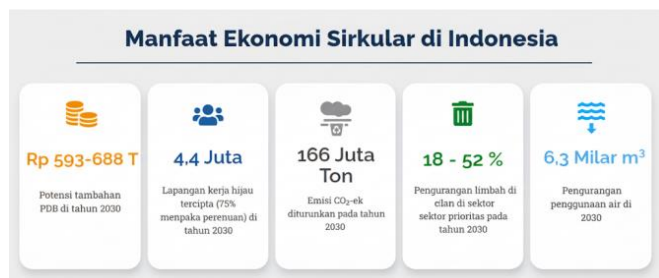 Manfaat Ekonomi Sirkular di Indonesia
Rp 593-688 T
Potensi tambahan
PDB di tahun 2030
4,4 Juta
Lapangan kerja hijau
tercipta (75%
menpaka perenuan) di
tahun 2030
166 Juta
Ton
Emisi CO₂-ek
diturunkan pada tahun
2030
18 - 52 %
Pengurangan limbah di
cilan di sektor
sektor prioritas pada
tahun 2030
6,3 Milar m³
Pengurangan
penggunaan air di
2030